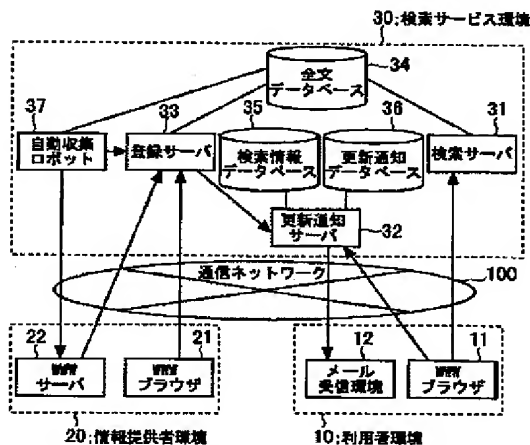 30:検索サービス環境
34
全文
データベース
37
33
35
36
31
自動収集
ロボット
登録サーバ
検索情報
データベース
更新通知
データベース
検索サーバ
更新通知
サーバ
32
通信ネットワーク
100
22
21
12
11
WWW
サーバ
WWW
ブラウザ
メール
受信環境
WWW
ブラウザ
20:情報提供者環境
10:利用者環境